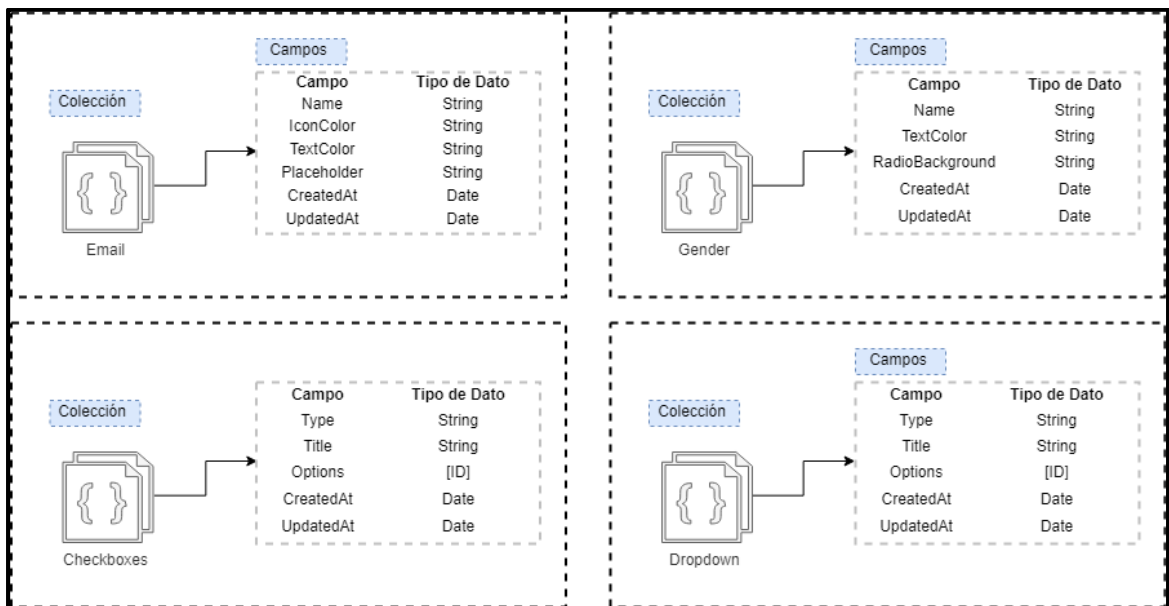 Campos
Colección
Campo Tipo de Dato
Name String
IconColor String
TextColor String
Placeholder String
CreatedAt Date
UpdatedAt Date
Email
Campos
Colección
Campo Tipo de Dato
Name String
TextColor String
RadioBackground String
CreatedAt Date
UpdatedAt Date
Gender
Colección
Campo Tipo de Dato
Type String
Title String
Options [ID]
CreatedAt Date
UpdatedAt Date
Checkboxes
Campos
Colección
Campo Tipo de Dato
Type String
Title String
Options [ID]
CreatedAt Date
UpdatedAt Date
Dropdown